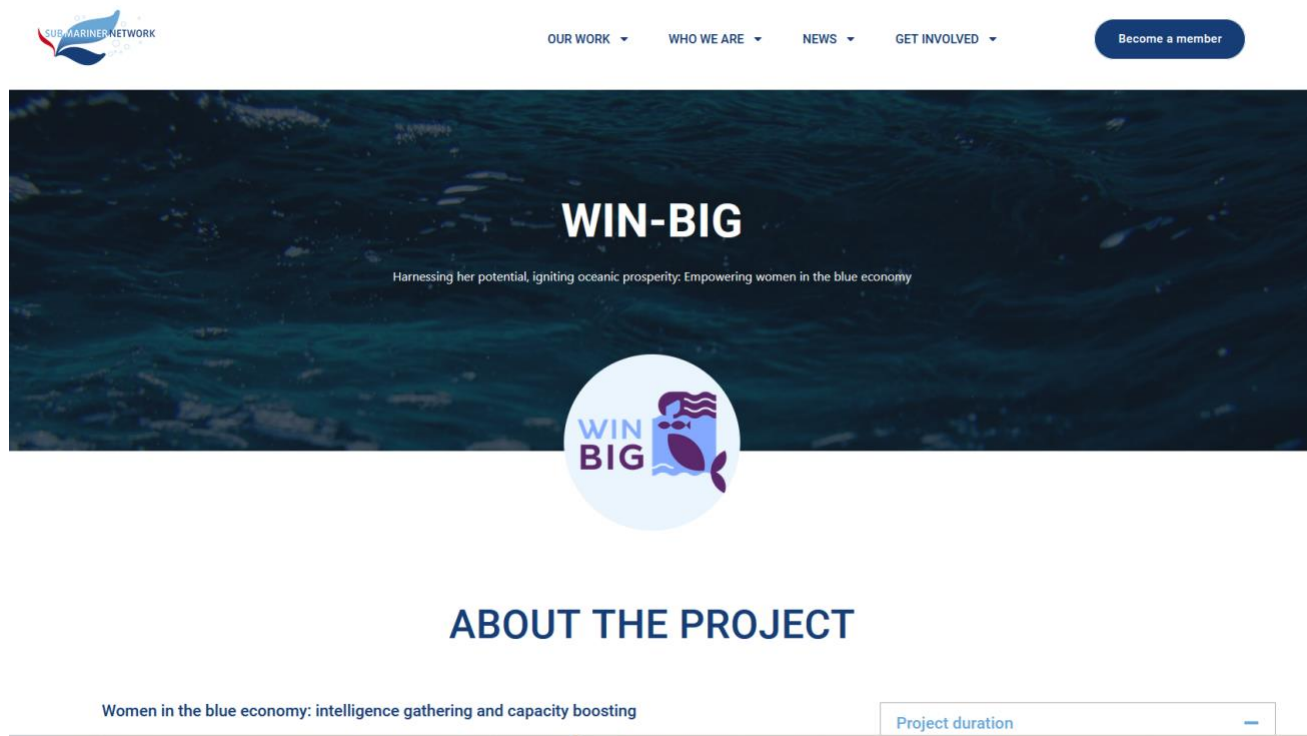 SUBMARINER NETWORK
OUR WORK
WHO WE ARE
NEWS
GET INVOLVED
Become a member
WIN-BIG
Harnessing her potential, igniting oceanic prosperity: Empowering women in the blue economy
WIN
BIG
ABOUT THE PROJECT
Women in the blue economy: intelligence gathering and capacity boosting
Project duration